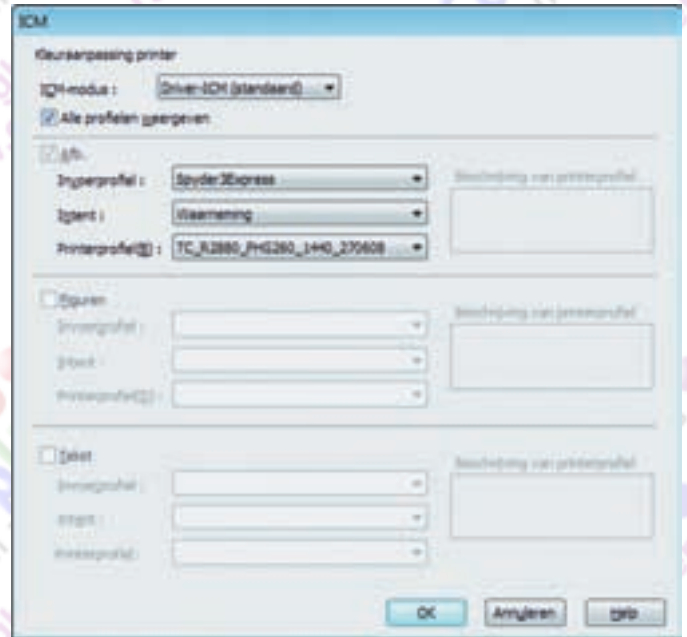 ICM
Kleuraanpassing printer
ICM-modus : Driver-ICM (standaard)
Alle profielen weergeven
Afb.
Invoerprofiel : Spyder3Express
Beschrijving van printerprofiel
Intent : Waarneming
Printerprofiel(R) : TC_R2880_PHG260_1440_270608
Figuren
Invoerprofiel :
Beschrijving van printerprofiel
Intent :
Printerprofiel :
Tekst
Invoerprofiel :
Beschrijving van printerprofiel
Intent :
Printerprofiel :
OK Annuleren Help